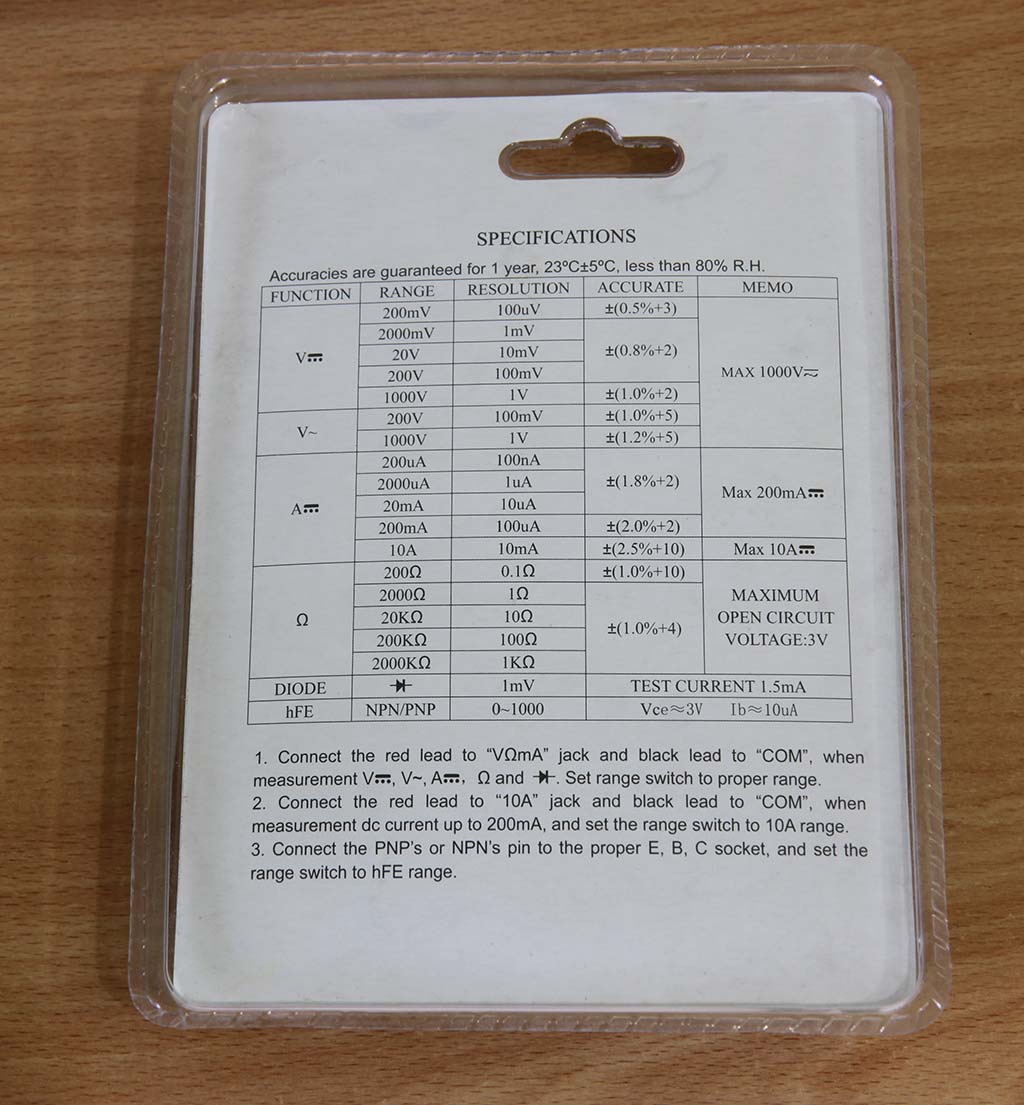 SPECIFICATIONS
Accuracies are guaranteed for 1 year, 23ºC±5ºC, less than 80% R.H.
FUNCTION RANGE RESOLUTION ACCURATE MEMO
V⎓ 200mV 100uV ±(0.5%+3) MAX 1000V⎓~
2000mV 1mV ±(0.8%+2)
20V 10mV
200V 100mV
1000V 1V ±(1.0%+2)
V~ 200V 100mV ±(1.0%+5)
1000V 1V ±(1.2%+5)
A⎓ 200uA 100nA ±(1.8%+2) Max 200mA⎓
2000uA 1uA
20mA 10uA
200mA 100uA ±(2.0%+2)
10A 10mA ±(2.5%+10) Max 10A⎓
Ω 200Ω 0.1Ω ±(1.0%+10) MAXIMUM
2000Ω 1Ω ±(1.0%+4) OPEN CIRCUIT
20KΩ 10Ω VOLTAGE:3V
200KΩ 100Ω
2000KΩ 1KΩ
DIODE 1mV TEST CURRENT 1.5mA
hFE NPN/PNP 0~1000 Vce≈3V Ib≈10uA
1. Connect the red lead to “VΩmA” jack and black lead to “COM”, when
measurement V⎓, V~, A⎓, Ω and . Set range switch to proper range.
2. Connect the red lead to “10A” jack and black lead to “COM”, when
measurement dc current up to 200mA, and set the range switch to 10A range.
3. Connect the PNP’s or NPN’s pin to the proper E, B, C socket, and set the
range switch to hFE range.